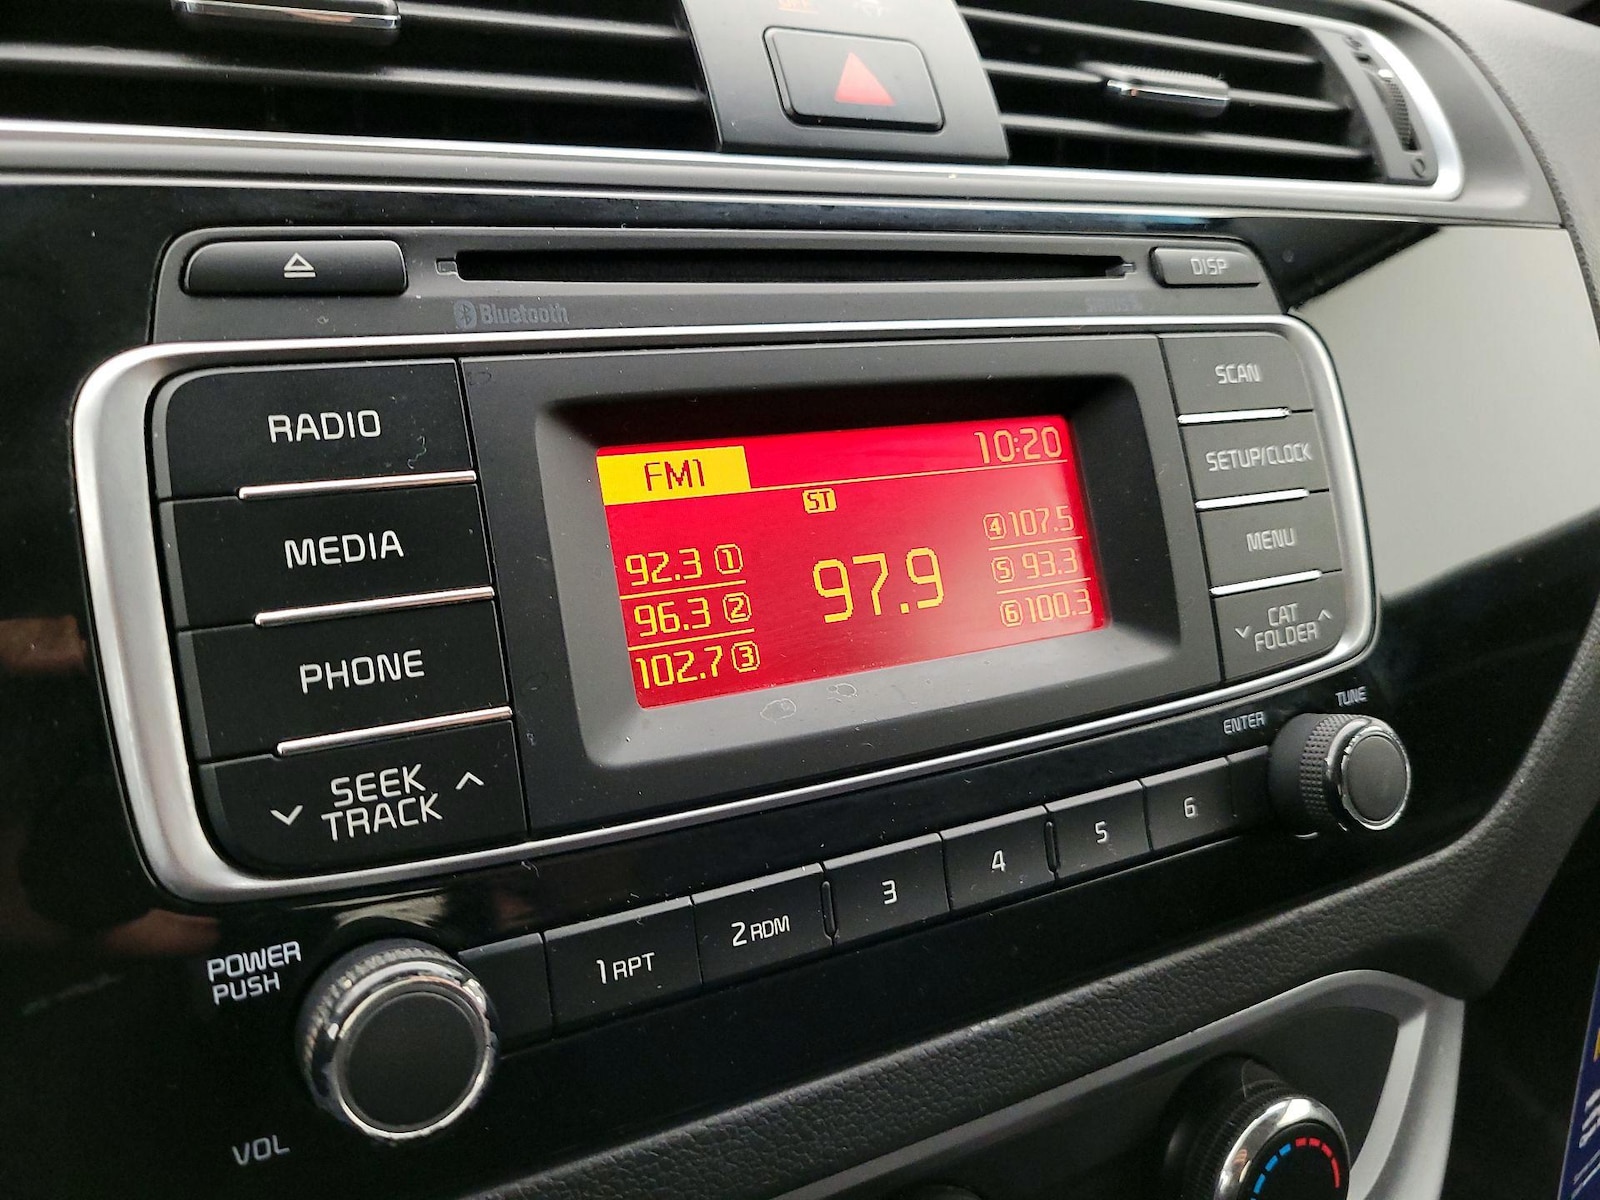 DISP
Bluetooth
RADIO
MEDIA
PHONE
SEEK
TRACK
FM1
10:20
ST
92.3 1
96.3 2
102.7 3
97.9
4 107.5
5 93.3
6 100.3
SCAN
SETUP/CLOCK
MENU
CAT
FOLDER
TUNE
ENTER
POWER
PUSH
VOL
1 RPT
2 RDM
3
4
5
6